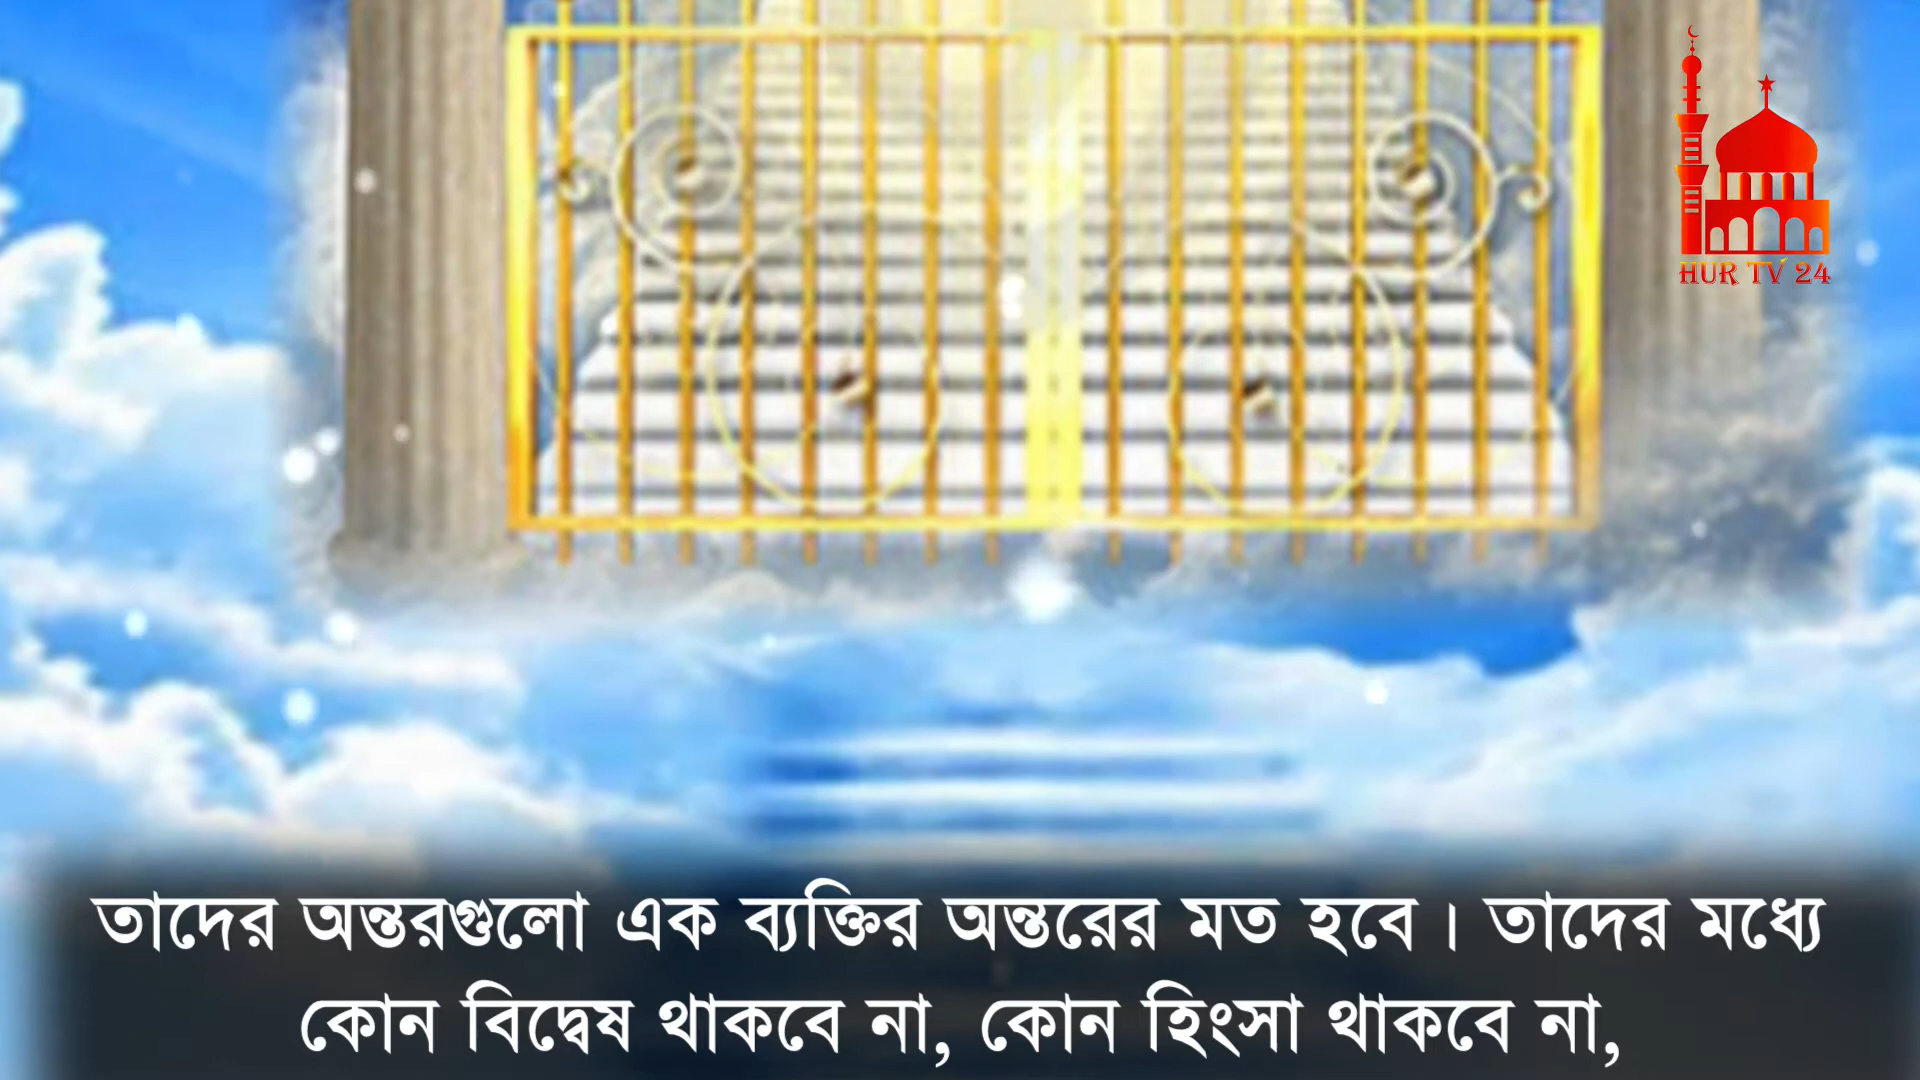 HUR TV 24
তাদের অন্তরগুলো এক ব্যক্তির অন্তরের মত হবে। তাদের মধ্যে
কোন বিদ্বেষ থাকবে না, কোন হিংসা থাকবে না,